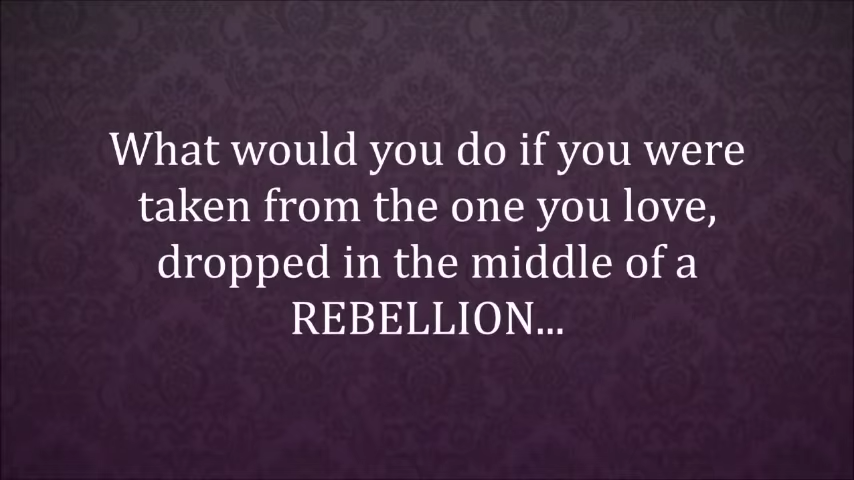 What would you do if you were
taken from the one you love,
dropped in the middle of a
REBELLION...